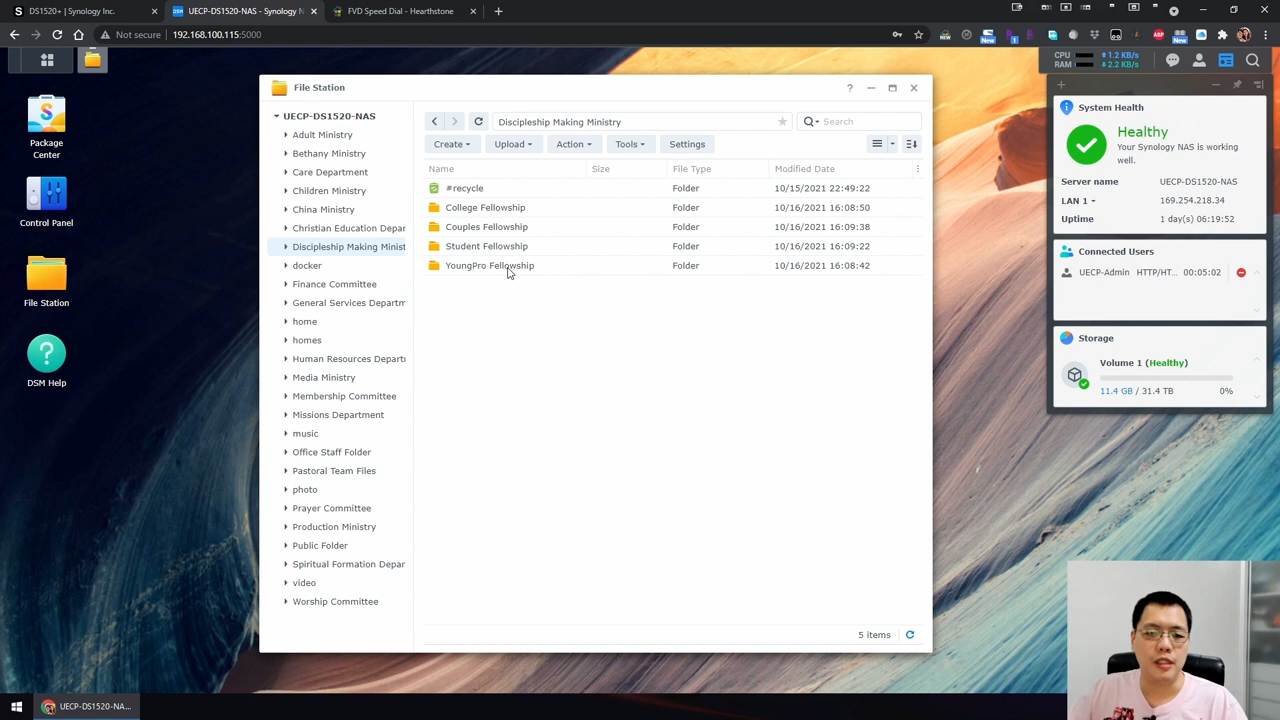 DS1520+ | Synology Inc.
UECP-DS1520-NAS - Synology N
FVD Speed Dial - Hearthstone
Not secure
192.168.100.115:5000
Package
Center
Control Panel
File Station
DSM Help
File Station
UECP-DS1520-NAS
Adult Ministry
Bethany Ministry
Care Department
Children Ministry
China Ministry
Christian Education Depar
Discipleship Making Minist
docker
Finance Committee
General Services Departm
home
homes
Human Resources Departı
Media Ministry
Membership Committee
Missions Department
music
Office Staff Folder
Pastoral Team Files
photo
Prayer Committee
Production Ministry
Public Folder
Spiritual Formation Depar
video
Worship Committee
Discipleship Making Ministry
Search
Create
Upload
Action
Tools
Settings
Name Size File Type Modified Date
#recycle Folder 10/15/2021 22:49:22
College Fellowship Folder 10/16/2021 16:08:50
Couples Fellowship Folder 10/16/2021 16:09:38
Student Fellowship Folder 10/16/2021 16:09:22
YoungPro Fellowship Folder 10/16/2021 16:08:42
5 items
CPU 1.2 KB/s
RAM 2.2 KB/s
System Health
Healthy
Your Synology NAS is working
well.
Server name UECP-DS1520-NAS
LAN 1 169.254.218.34
Uptime 1 day(s) 06:19:52
Connected Users
UECP-Admin HTTP/HT... 00:05:02
Storage
Volume 1 (Healthy)
11.4 GB / 31.4 TB 0%
UECP-DS1520-NAS...